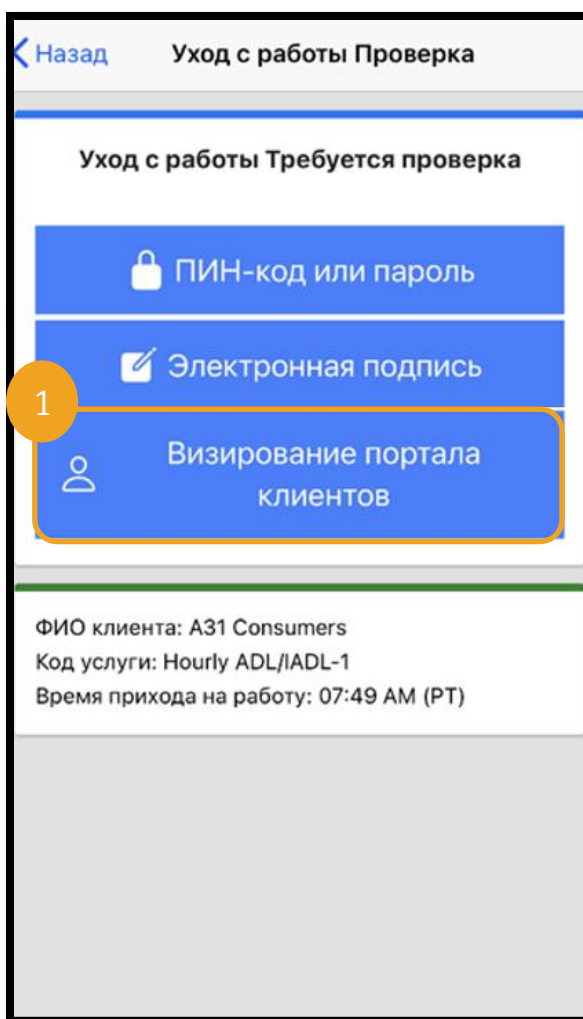 Назад
Уход с работы Проверка
Уход с работы Требуется проверка
ПИН-код или пароль
Электронная подпись
1
Визирование портала
клиентов
ФИО клиента: A31 Consumers
Код услуги: Hourly ADL/IADL-1
Время прихода на работу: 07:49 AM (PT)